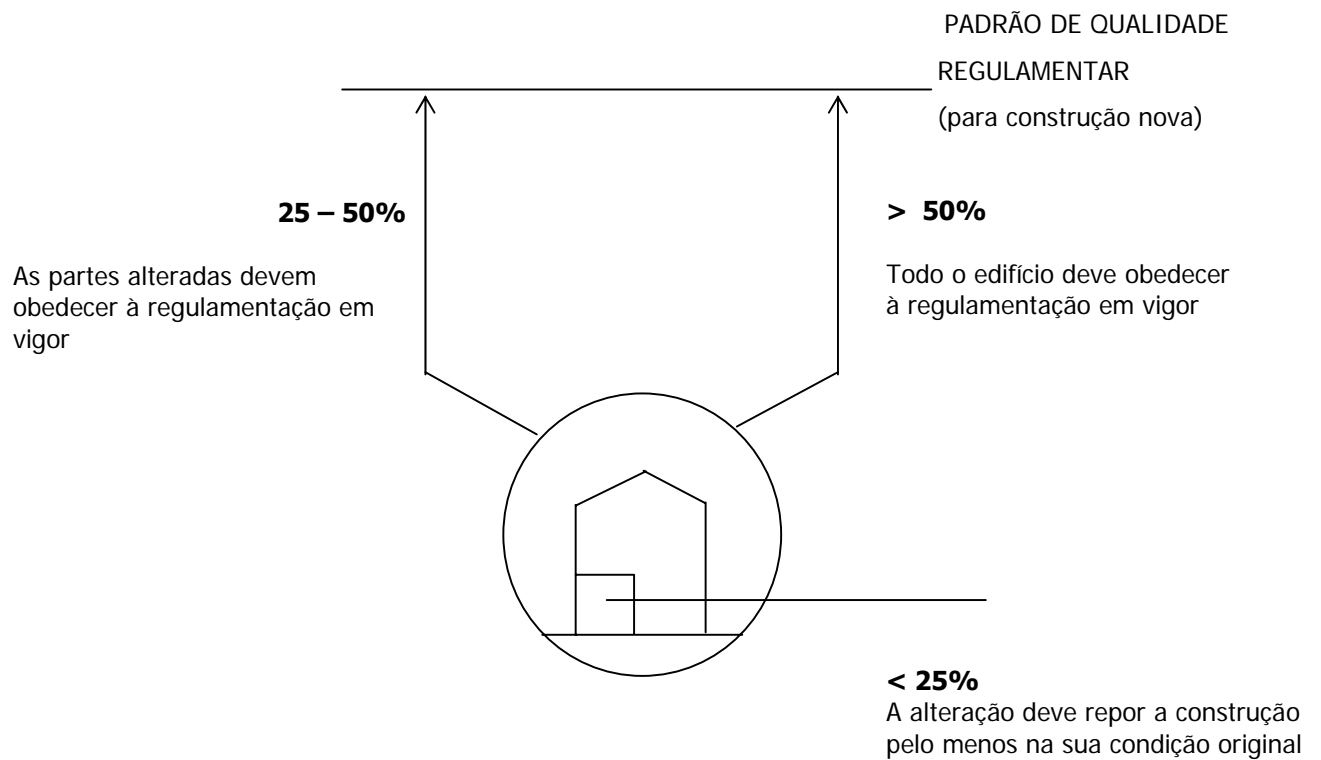 PADRÃO DE QUALIDADE
REGULAMENTAR
(para construção nova)
25 – 50%
As partes alteradas devem
obedecer à regulamentação em
vigor
> 50%
Todo o edifício deve obedecer
à regulamentação em vigor
< 25%
A alteração deve repor a construção
pelo menos na sua condição original